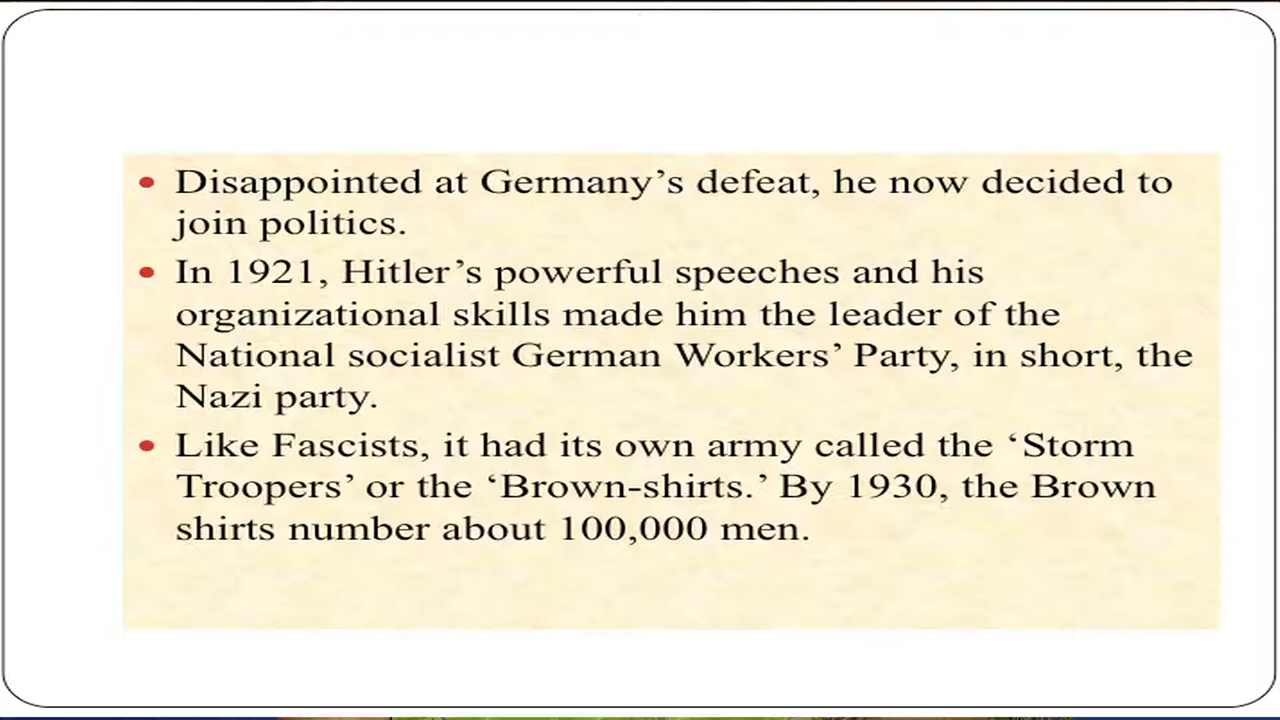 • Disappointed at Germany’s defeat, he now decided to
join politics.
• In 1921, Hitler’s powerful speeches and his
organizational skills made him the leader of the
National socialist German Workers’ Party, in short, the
Nazi party.
• Like Fascists, it had its own army called the ‘Storm
Troopers’ or the ‘Brown-shirts.’ By 1930, the Brown
shirts number about 100,000 men.